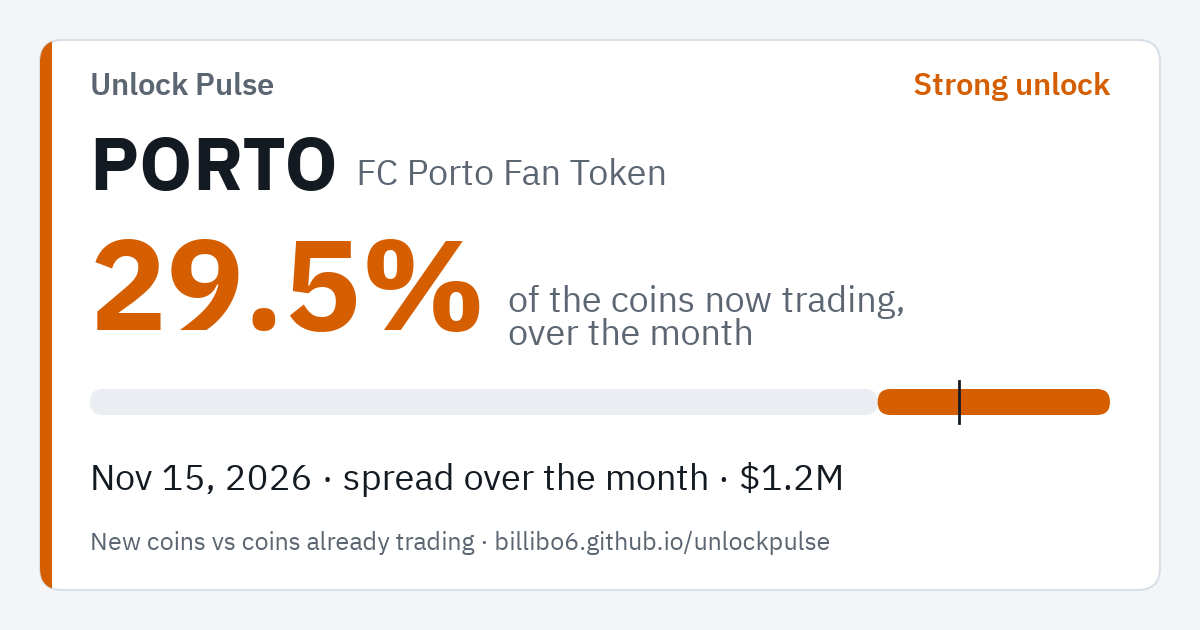 Unlock Pulse
Strong unlock
PORTO FC Porto Fan Token
29.5% of the coins now trading,
over the month
Nov 15, 2026 · spread over the month · $1.2M
New coins vs coins already trading · billibo6.github.io/unlockpulse